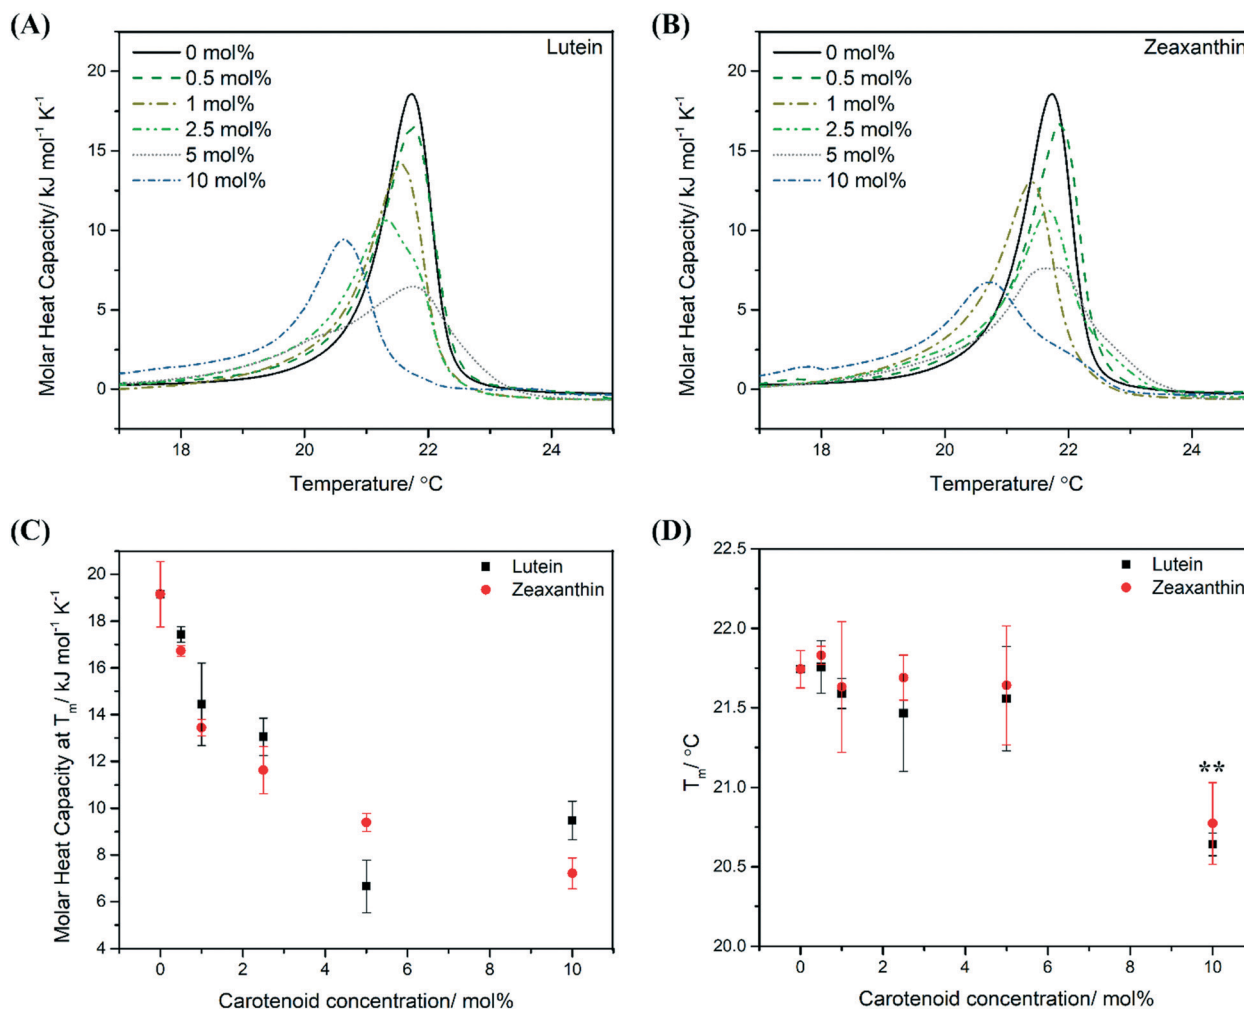 (A)
Lutein
0 mol%
0.5 mol%
1 mol%
2.5 mol%
5 mol%
10 mol%
20
15
10
5
0
Molar Heat Capacity/ kJ mol⁻¹ K⁻¹
18 20 22 24
Temperature/ °C
(B)
Zeaxanthin
0 mol%
0.5 mol%
1 mol%
2.5 mol%
5 mol%
10 mol%
20
15
10
5
0
Molar Heat Capacity/ kJ mol⁻¹ K⁻¹
18 20 22 24
Temperature/ °C
(C)
Lutein
Zeaxanthin
20
18
16
14
12
10
8
6
4
Molar Heat Capacity at Tₘ/ kJ mol⁻¹ K⁻¹
0 2 4 6 8 10
Carotenoid concentration/ mol%
(D)
Lutein
Zeaxanthin
22.5
22.0
21.5
21.0
20.5
20.0
Tₘ/ °C
**
0 2 4 6 8 10
Carotenoid concentration/ mol%